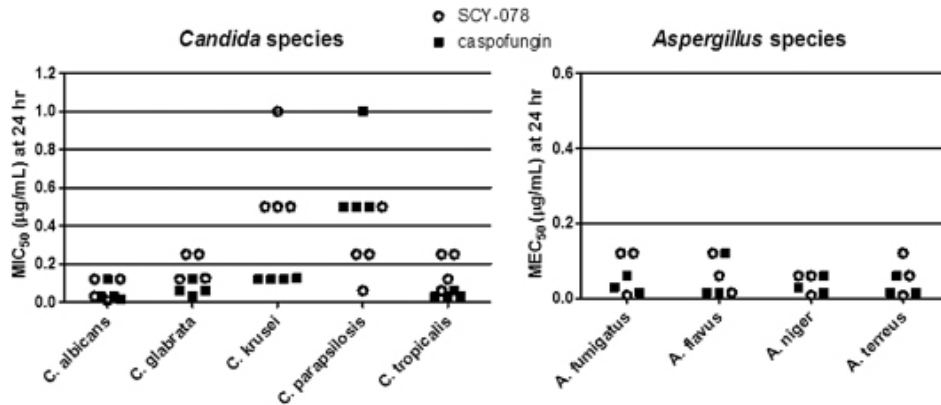 SCY-078
caspofungin
Candida species
MIC50 (µg/mL) at 24 hr
1.2
1.0
0.8
0.6
0.4
0.2
0.0
C. albicans
C. glabrata
C. krusei
C. parapsilosis
C. tropicalis
Aspergillus species
MEC50 (µg/mL) at 24 hr
0.6
0.4
0.2
0.0
A. fumigatus
A. flavus
A. niger
A. terreus